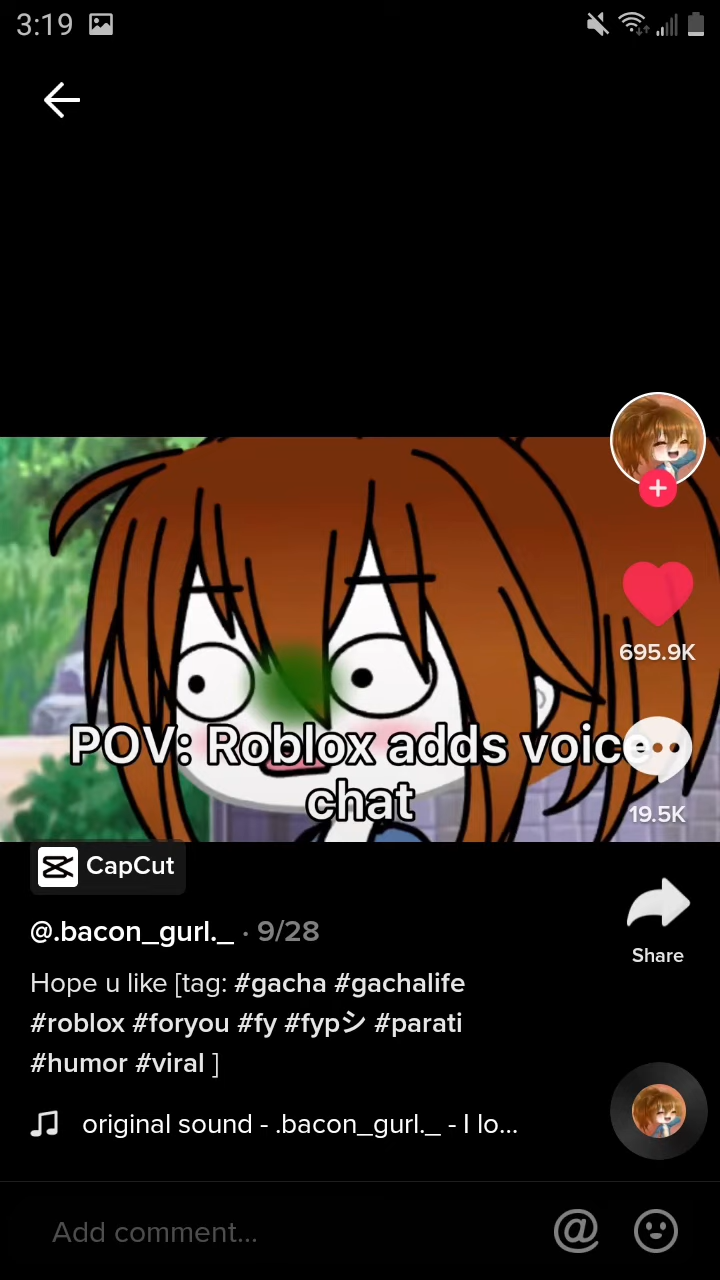 3:19
695.9K
POV: Roblox adds voice
chat
19.5K
CapCut
@.bacon_gurl._ · 9/28
Share
Hope u like [tag: #gacha #gachalife
#roblox #foryou #fy #fypシ #parati
#humor #viral ]
original sound - .bacon_gurl._ - I lo...
Add comment...